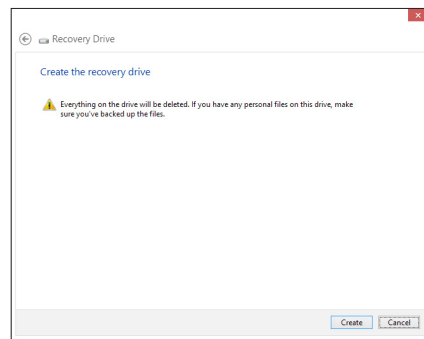 Recovery Drive
Create the recovery drive
Everything on the drive will be deleted. If you have any personal files on this drive, make
sure you've backed up the files.
Create Cancel